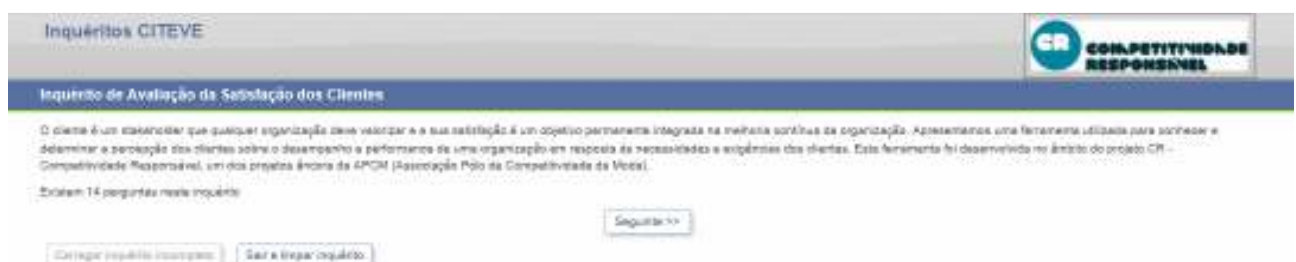 Inquéritos CITEVE
CR COMPETITIVIDADE
RESPONSÁVEL
Inquérito de Avaliação da Satisfação dos Clientes
O cliente é um stakeholder que qualquer organização deve valorizar e a sua satisfação é um objetivo permanente integrada na melhoria contínua da organização. Apresentamos uma ferramenta utilizada para conhecer e
determinar a percepção dos clientes sobre o desempenho e performance de uma organização em resposta às necessidades e exigências dos clientes. Esta ferramenta foi desenvolvida no âmbito do projeto CR -
Competitividade Responsável, um dos projetos âncora da APCM (Associação Pólo da Competitividade da Moda).
Existem 14 perguntas neste inquérito
Seguinte >>
Carregar inquérito incompleto
Sair e limpar inquérito